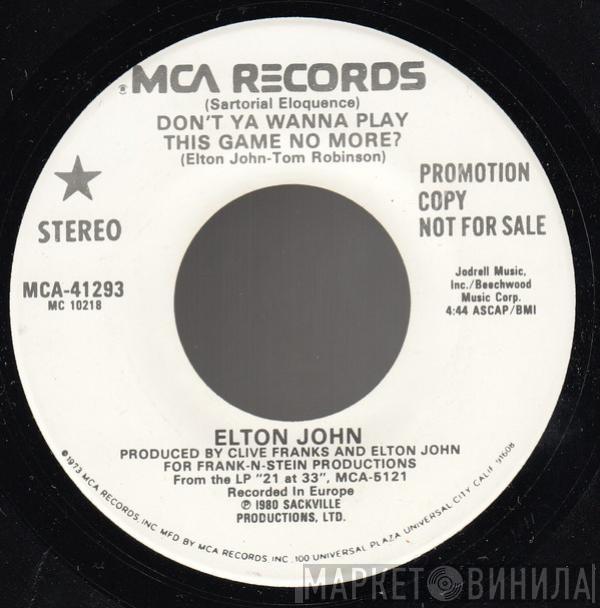 MCA RECORDS
(Sartorial Eloquence)
DON'T YA WANNA PLAY
THIS GAME NO MORE?
(Elton John-Tom Robinson)
STEREO
PROMOTION
COPY
NOT FOR SALE
MCA-41293
MC 10218
Jodrell Music,
Inc./Beechwood
Music Corp.
4:44 ASCAP/BMI
ELTON JOHN
PRODUCED BY CLIVE FRANKS AND ELTON JOHN
FOR FRANK-N-STEIN PRODUCTIONS
From the LP "21 at 33", MCA-5121
Recorded In Europe
℗ 1980 SACKVILLE
PRODUCTIONS, LTD.
©1973 MCA RECORDS, INC MFD BY MCA RECORDS, INC. 100 UNIVERSAL PLAZA UNIVERSAL CITY, CALIF 91608
МАРКЕТ ВИНИЛА